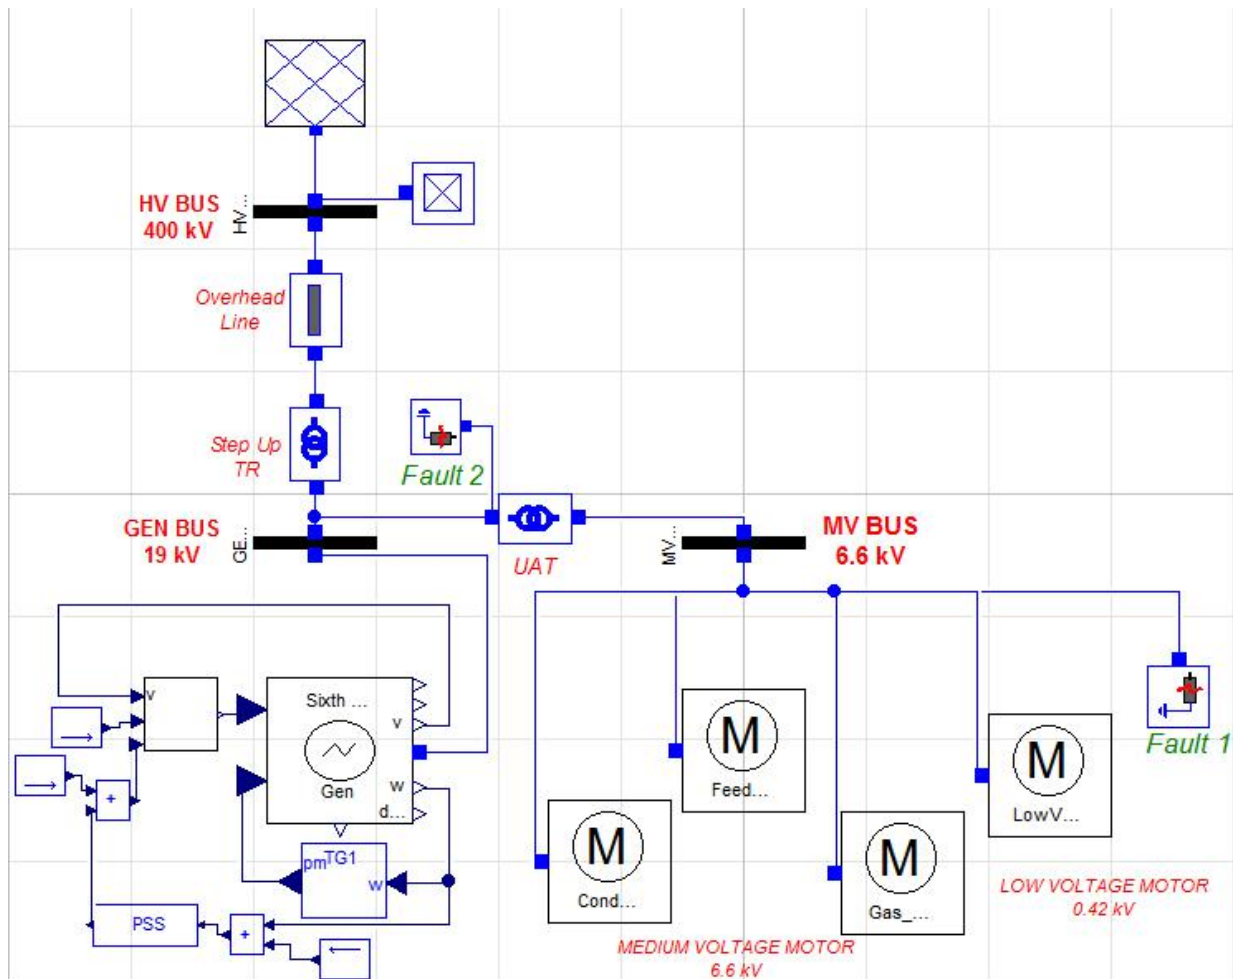 HV BUS
400 kV
HV...
Overhead
Line
Step Up
TR
Fault 2
GEN BUS
19 kV
GE...
UAT
MV...
MV BUS
6.6 kV
v
Sixth ...
v
Gen
w
d...
+
pm
TG1
w
PSS
+
M
Feed...
M
LowV...
M
Cond...
M
Gas_...
Fault 1
LOW VOLTAGE MOTOR
0.42 kV
MEDIUM VOLTAGE MOTOR
6.6 kV